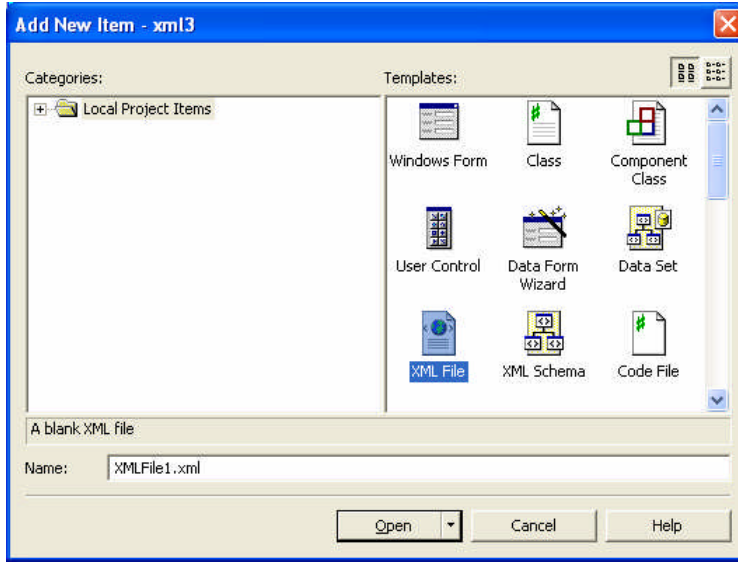 Add New Item - xml3
Categories:
Templates:
Local Project Items
Windows Form
Class
Component
Class
User Control
Data Form
Wizard
Data Set
XML File
XML Schema
Code File
A blank XML file
Name:
XMLFile1.xml
Open
Cancel
Help